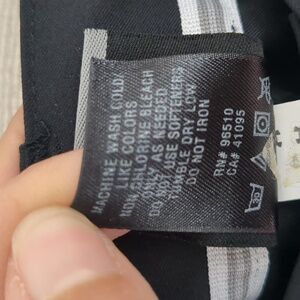 MACHINE WASH COLD
LIKE COLORS
NON-CHLORINE BLEACH
ONLY AS NEEDED
DO NOT USE SOFTENERS
TUMBLE DRY LOW
DO NOT IRON
RN# 96510
CA# 41095